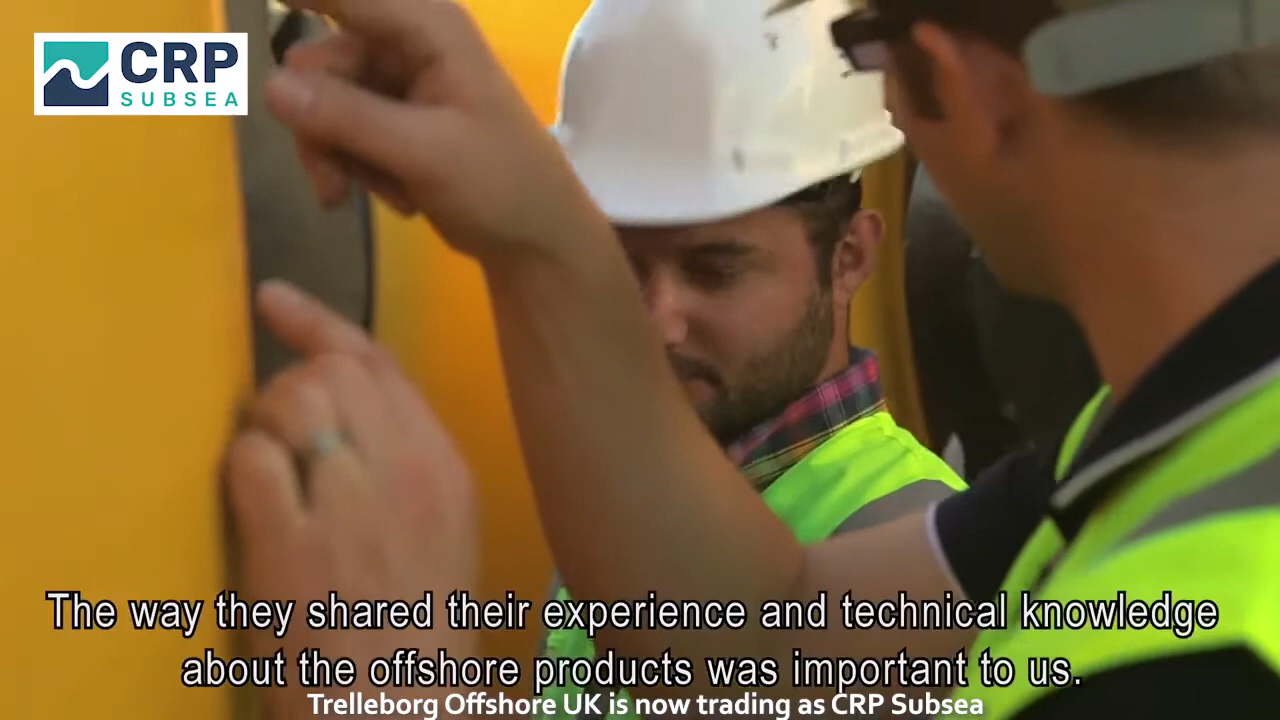 CRP
SUBSEA
The way they shared their experience and technical knowledge
about the offshore products was important to us.
Trelleborg Offshore UK is now trading as CRP Subsea